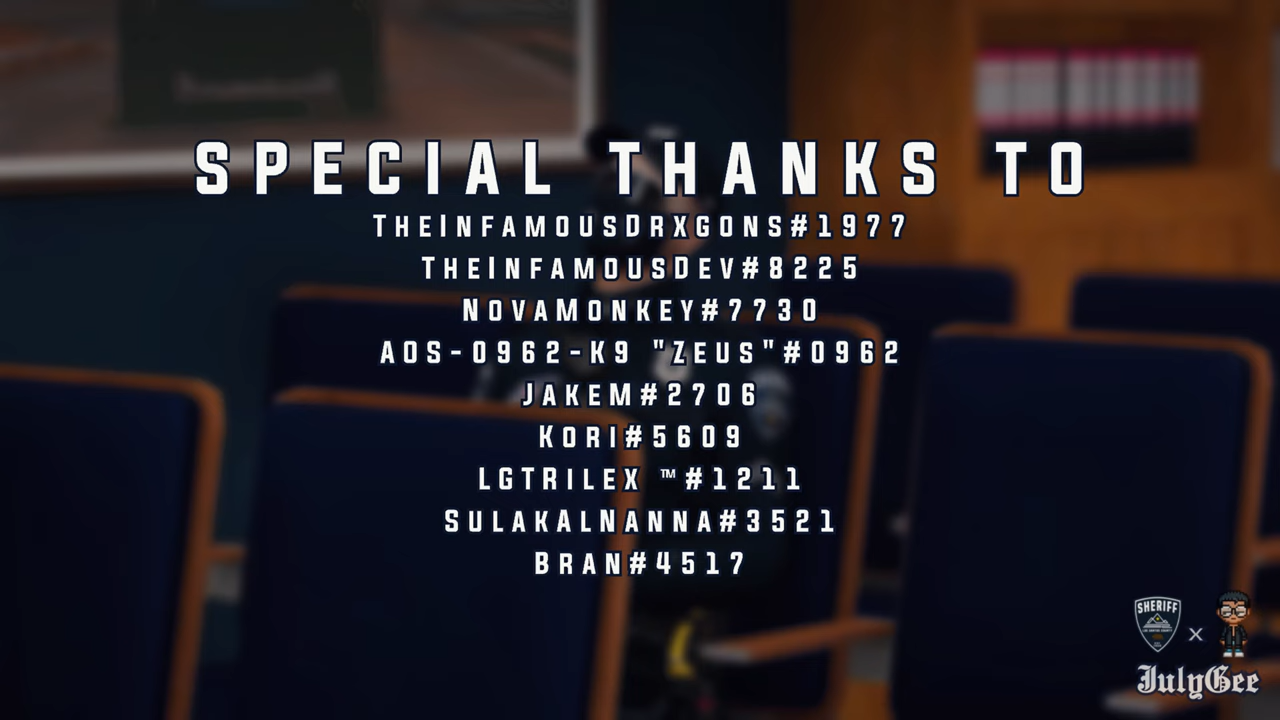 SPECIAL THANKS TO
TheInfamousDrxgons#1977
TheInfamousDev#8225
NovaMonkey#7730
AOS-0962-K9 "Zeus"#0962
JakeM#2706
Kori#5609
LGTRILEX ™#1211
SulakAlNanna#3521
Bran#4517
SHERIFF
X
JulyGee